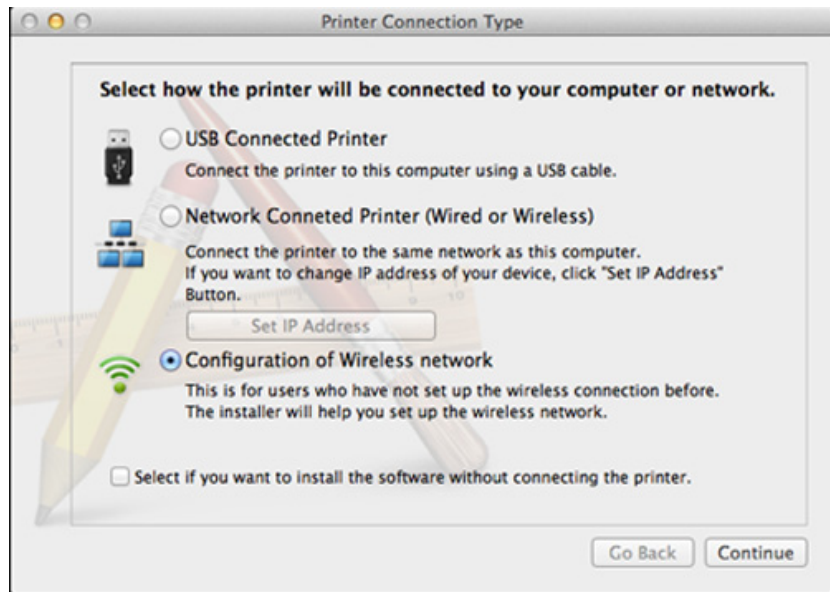 Printer Connection Type
Select how the printer will be connected to your computer or network.
USB Connected Printer
Connect the printer to this computer using a USB cable.
Network Conneted Printer (Wired or Wireless)
Connect the printer to the same network as this computer.
If you want to change IP address of your device, click "Set IP Address"
Button.
Set IP Address
Configuration of Wireless network
This is for users who have not set up the wireless connection before.
The installer will help you set up the wireless network.
Select if you want to install the software without connecting the printer.
Go Back
Continue